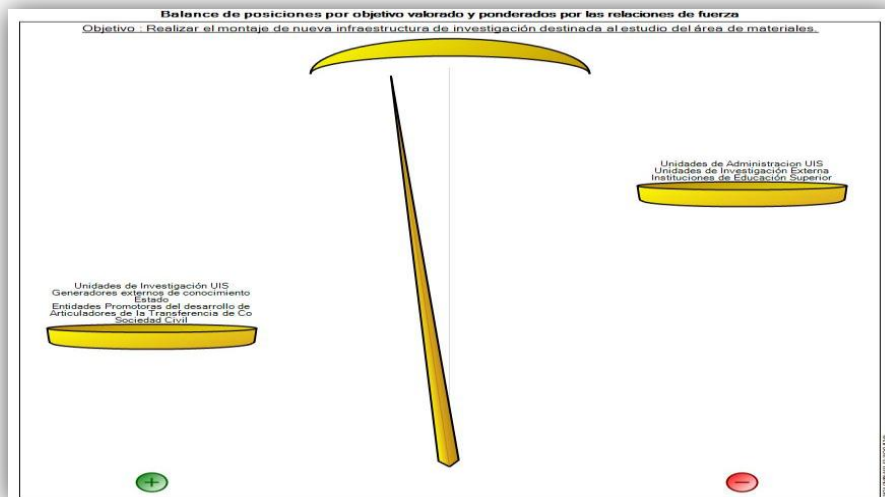 Balance de posiciones por objetivo valorado y ponderados por las relaciones de fuerza
Objetivo : Realizar el montaje de nueva infraestructura de investigación destinada al estudio del área de materiales.
Unidades de Administracion UIS
Unidades de Investigación Externa
Instituciones de Educación Superior
Unidades de Investigación UIS
Generadores externos de conocimiento
Estado
Entidades Promotoras del desarrollo de
Articuladores de la Transferencia de Co
Sociedad Civil
+
−